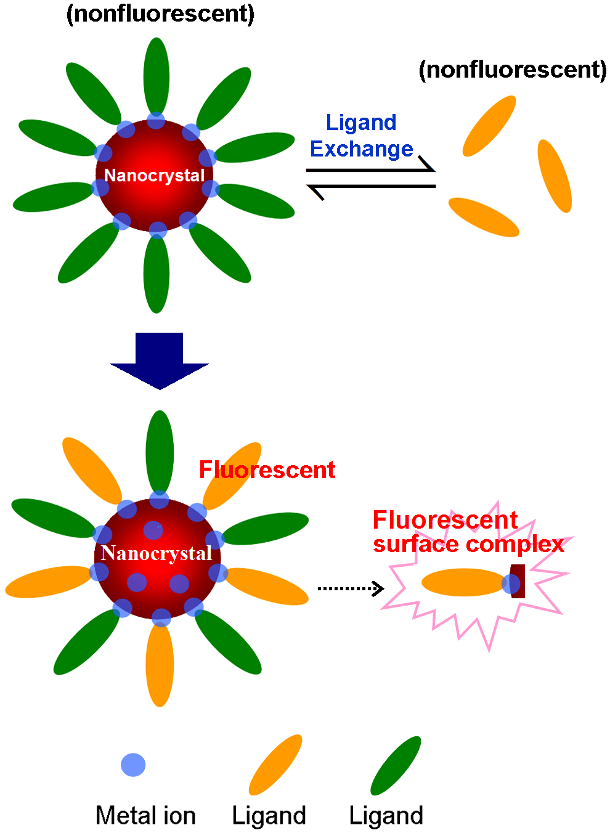 (nonfluorescent)
(nonfluorescent)
Ligand
Exchange
Nanocrystal
Fluorescent
Fluorescent
surface complex
Nanocrystal
Metal ion
Ligand
Ligand